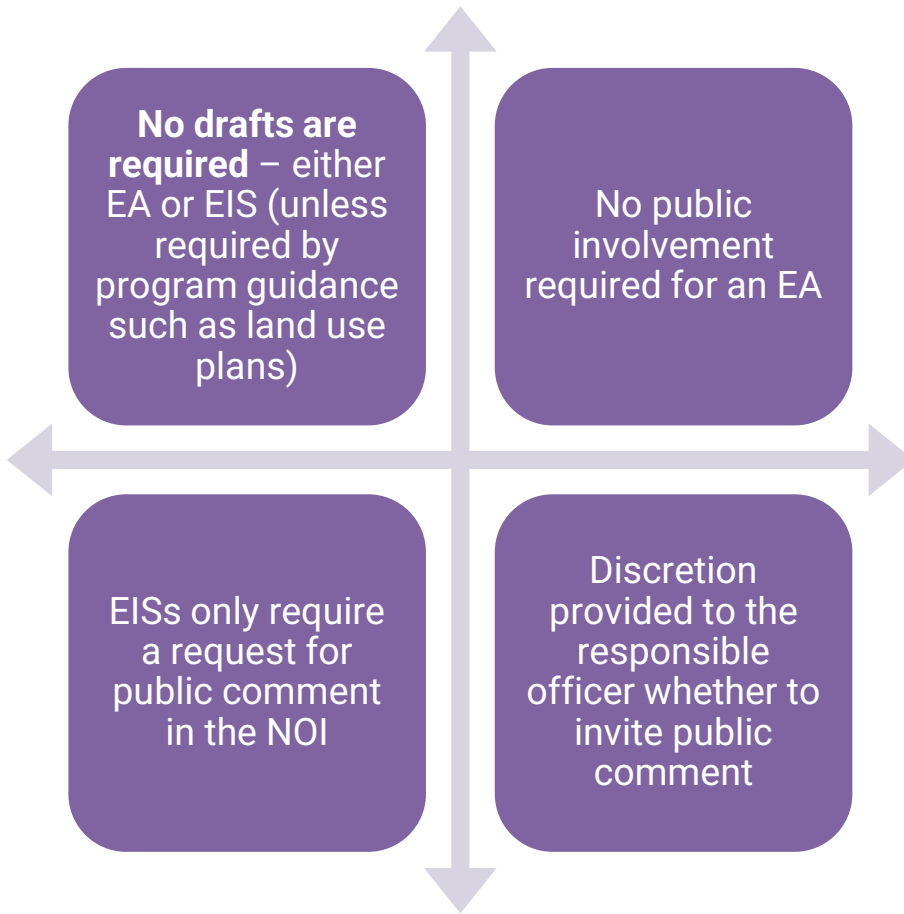 No drafts are
required – either
EA or EIS (unless
required by
program guidance
such as land use
plans)
No public
involvement
required for an EA
EISs only require
a request for
public comment
in the NOI
Discretion
provided to the
responsible
officer whether to
invite public
comment